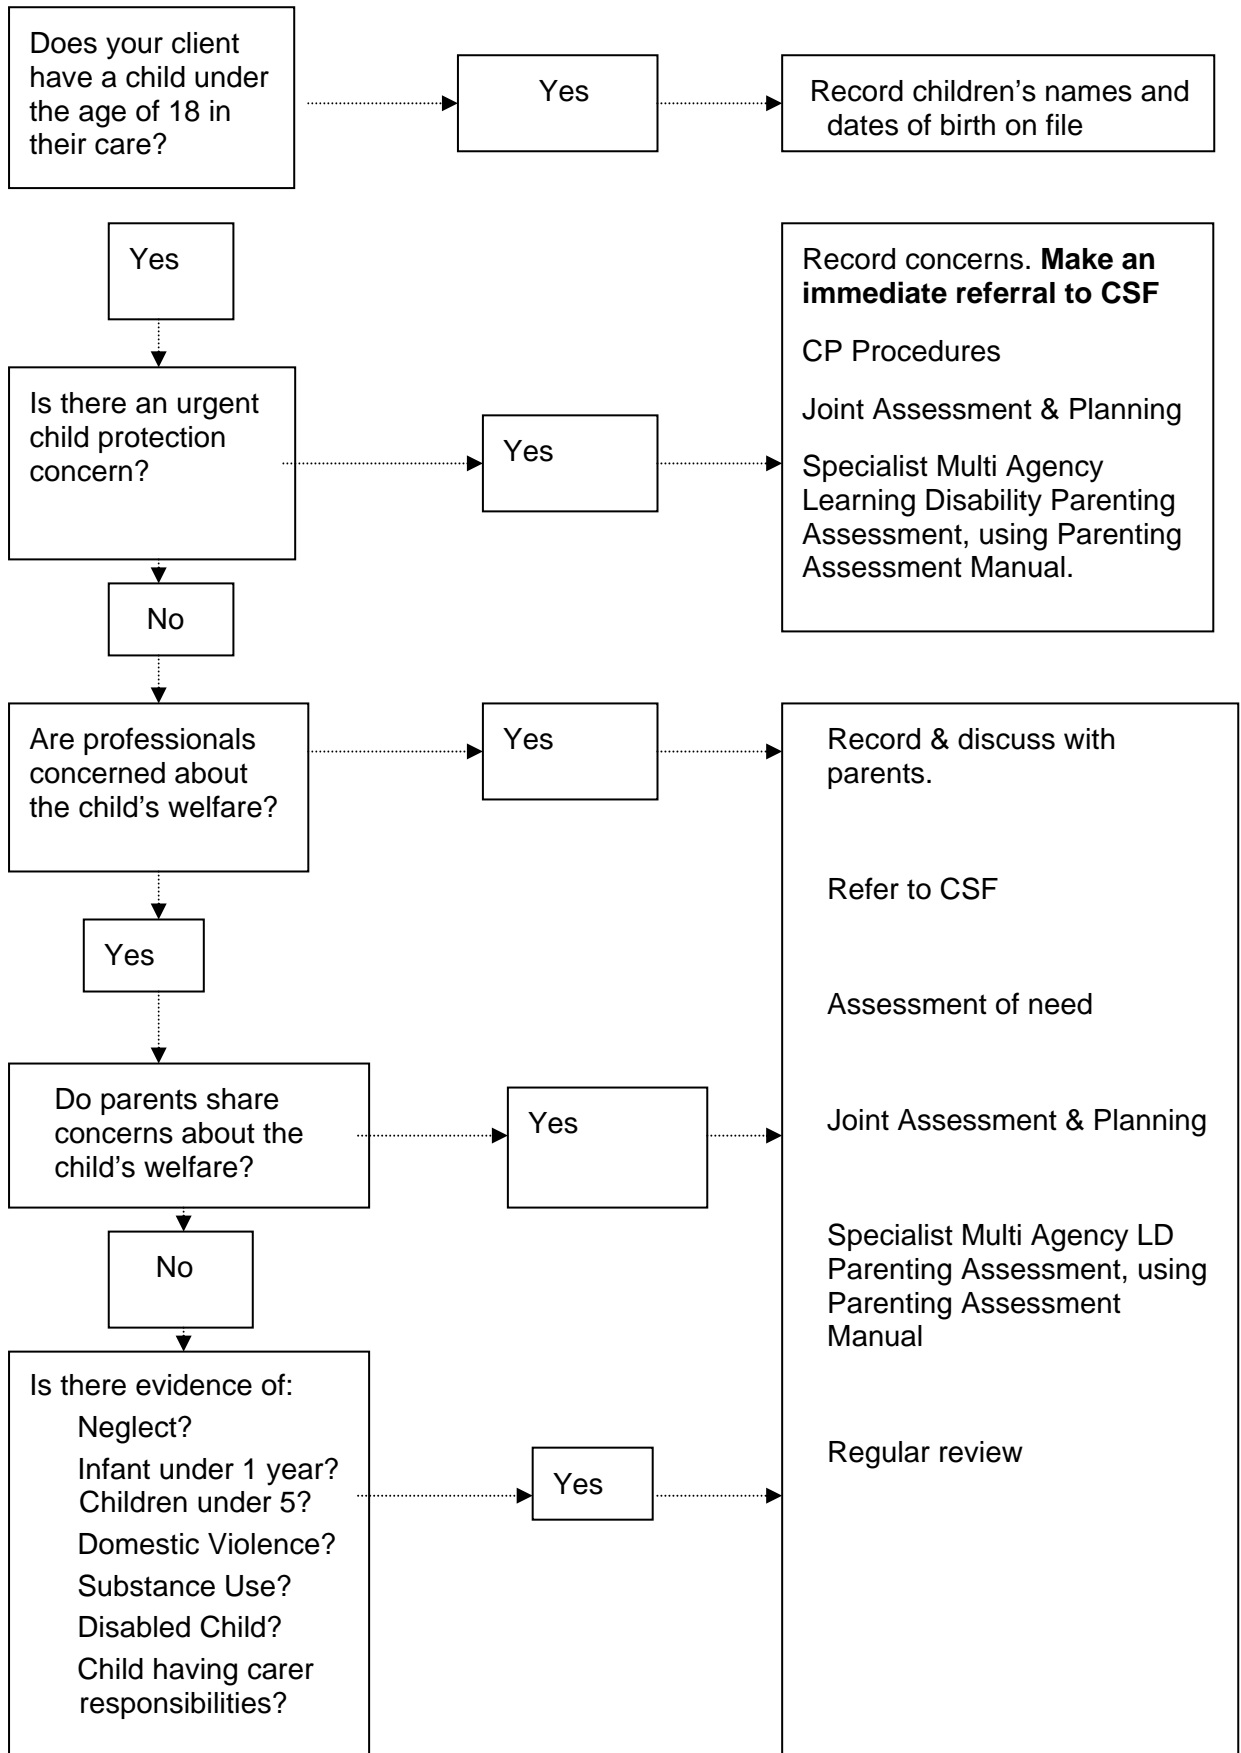 Does your client
have a child under
the age of 18 in
their care?
Yes
Record children’s names and
dates of birth on file
Yes
Record concerns. Make an
immediate referral to CSF
CP Procedures
Joint Assessment & Planning
Specialist Multi Agency
Learning Disability Parenting
Assessment, using Parenting
Assessment Manual.
Is there an urgent
child protection
concern?
Yes
No
Are professionals
concerned about
the child’s welfare?
Yes
Record & discuss with
parents.
Refer to CSF
Assessment of need
Joint Assessment & Planning
Specialist Multi Agency LD
Parenting Assessment, using
Parenting Assessment
Manual
Regular review
Yes
Do parents share
concerns about the
child’s welfare?
Yes
No
Is there evidence of:
Neglect?
Infant under 1 year?
Children under 5?
Domestic Violence?
Substance Use?
Disabled Child?
Child having carer
responsibilities?
Yes